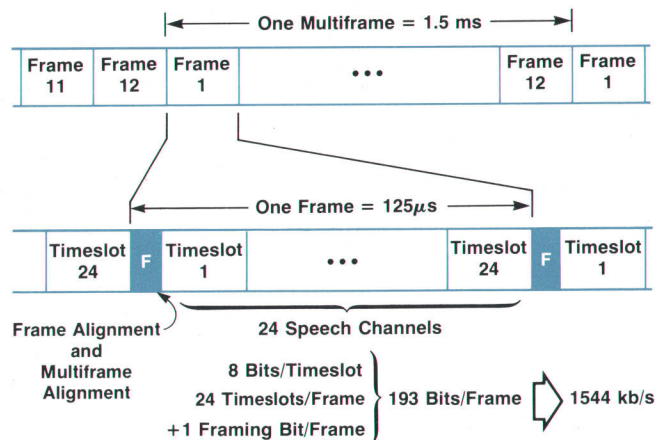 One Multiframe = 1.5 ms
Frame 11
Frame 12
Frame 1
•••
Frame 12
Frame 1
One Frame = 125μs
Timeslot 24
F
Timeslot 1
•••
Timeslot 24
F
Timeslot 1
Frame Alignment
and
Multiframe
Alignment
24 Speech Channels
8 Bits/Timeslot
24 Timeslots/Frame
+1 Framing Bit/Frame
193 Bits/Frame
1544 kb/s